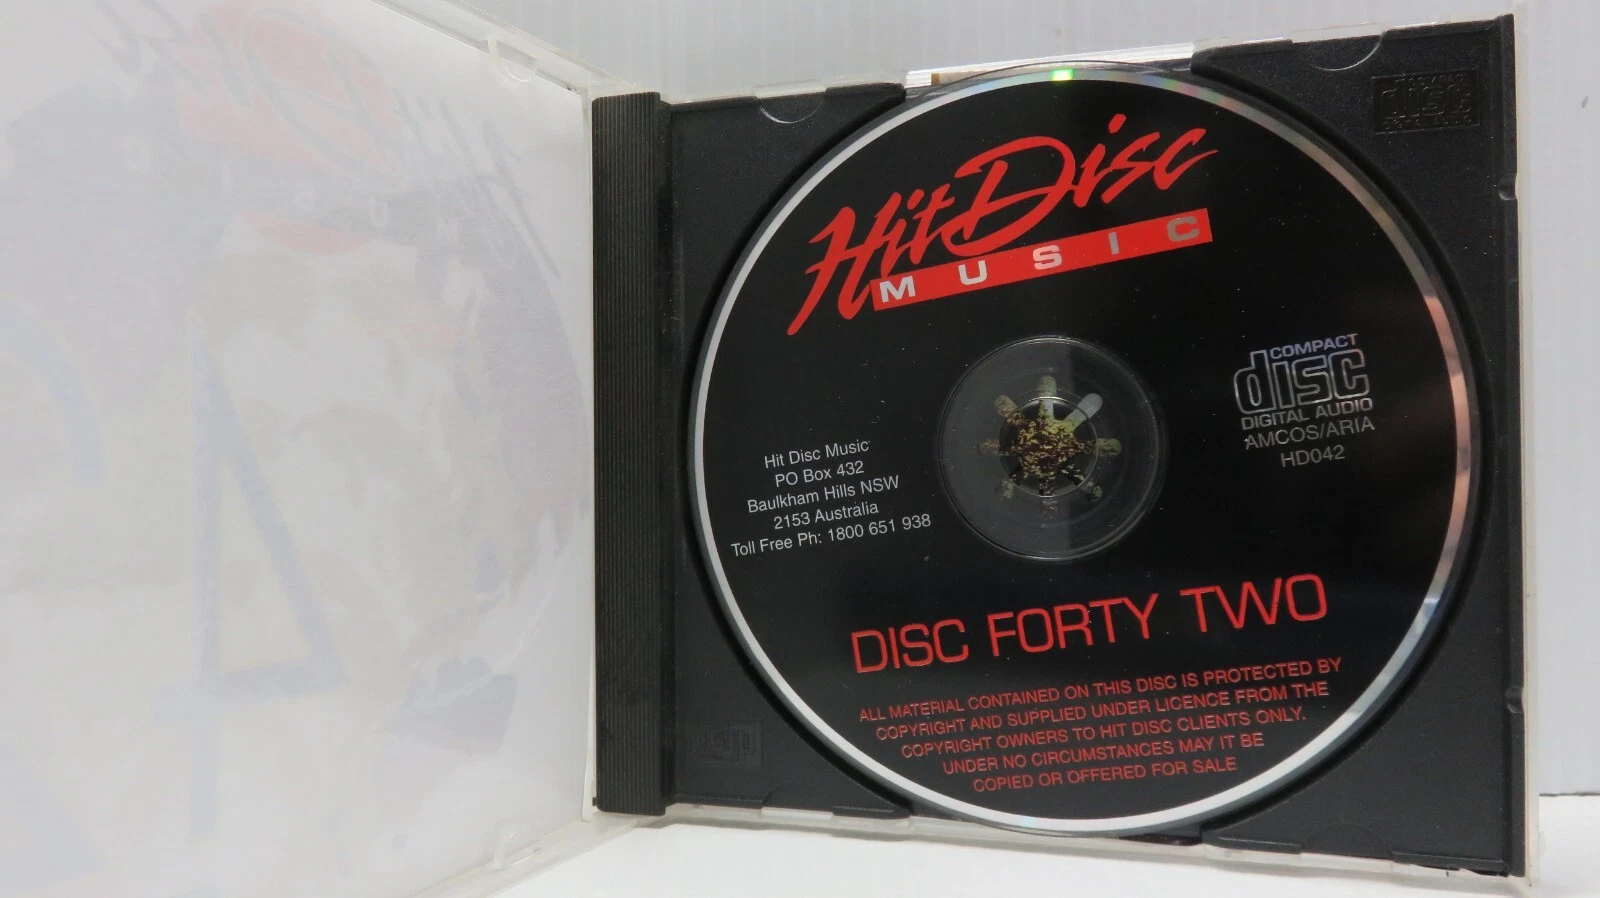 Hit Disc
MUSIC
COMPACT
disc
DIGITAL AUDIO
AMCOS/ARIA
HD042
Hit Disc Music
PO Box 432
Baulkham Hills NSW
2153 Australia
Toll Free Ph: 1800 651 938
DISC FORTY TWO
ALL MATERIAL CONTAINED ON THIS DISC IS PROTECTED BY
COPYRIGHT AND SUPPLIED UNDER LICENCE FROM THE
COPYRIGHT OWNERS TO HIT DISC CLIENTS ONLY.
UNDER NO CIRCUMSTANCES MAY IT BE
COPIED OR OFFERED FOR SALE
COMPACT
disc